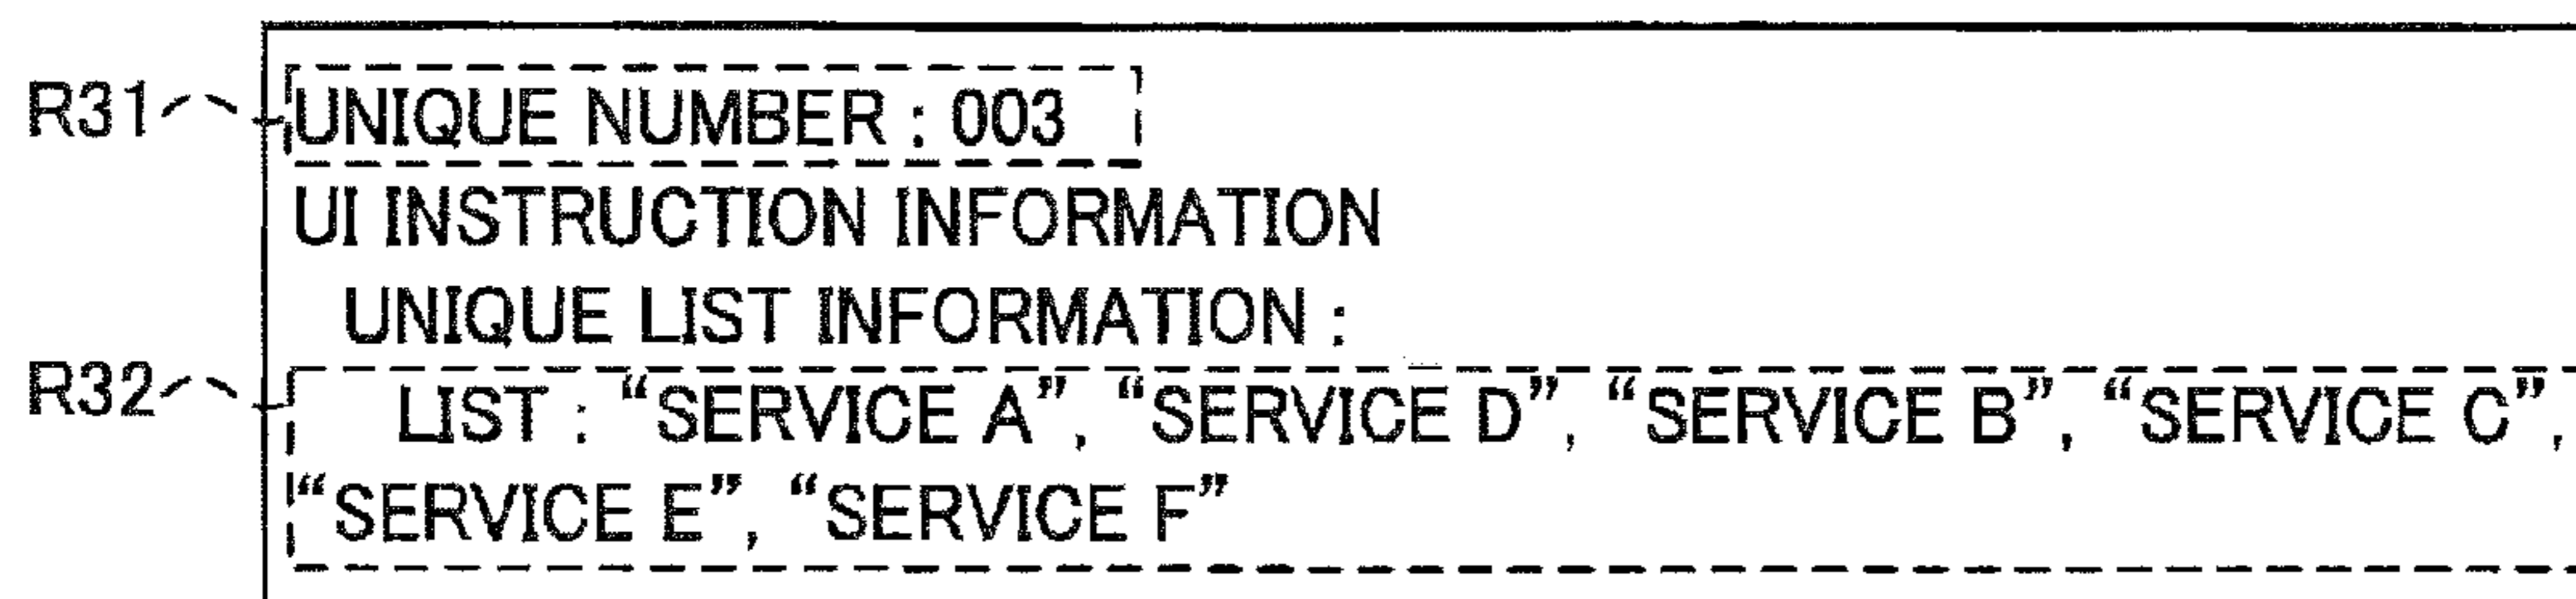 R31 UNIQUE NUMBER : 003
UI INSTRUCTION INFORMATION
UNIQUE LIST INFORMATION :
R32 LIST : “SERVICE A”, “SERVICE D”, “SERVICE B”, “SERVICE C”,
“SERVICE E”, “SERVICE F”